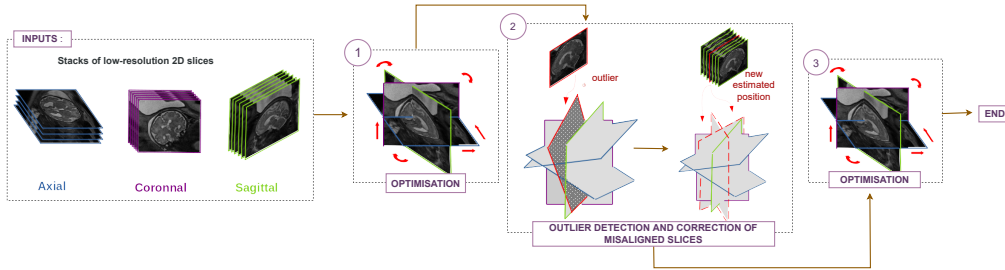 INPUTS :
Stacks of low-resolution 2D slices
Axial
Coronnal
Sagittal
1
OPTIMISATION
2
outlier
new
estimated
position
OUTLIER DETECTION AND CORRECTION OF
MISALIGNED SLICES
3
OPTIMISATION
END